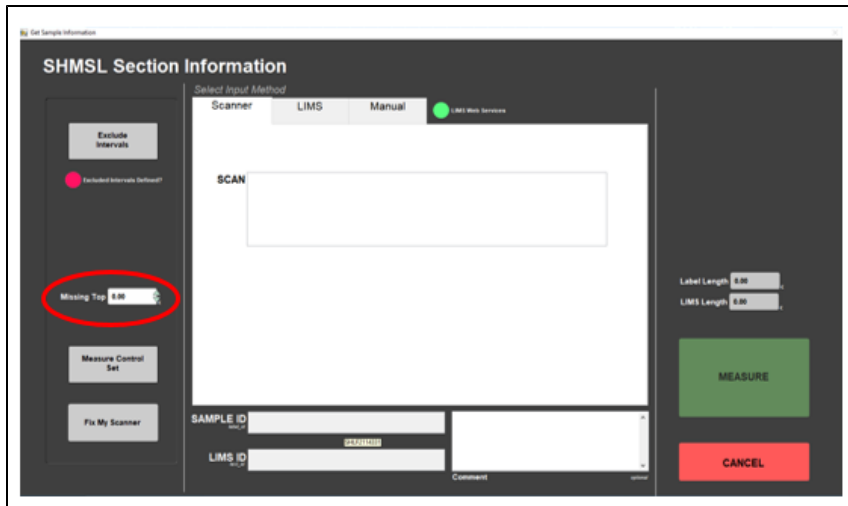 Get Sample Information
SHMSL Section Information
Select Input Method
Scanner
LIMS
Manual
LIMS Web Services
Exclude
Intervals
Excluded Intervals Defined?
SCAN
Missing Top 0.00
Label Length 0.00
LIMS Length 0.00
Measure Control
Set
MEASURE
Fix My Scanner
SAMPLE ID
LIMS ID
CANCEL
Comment
optional